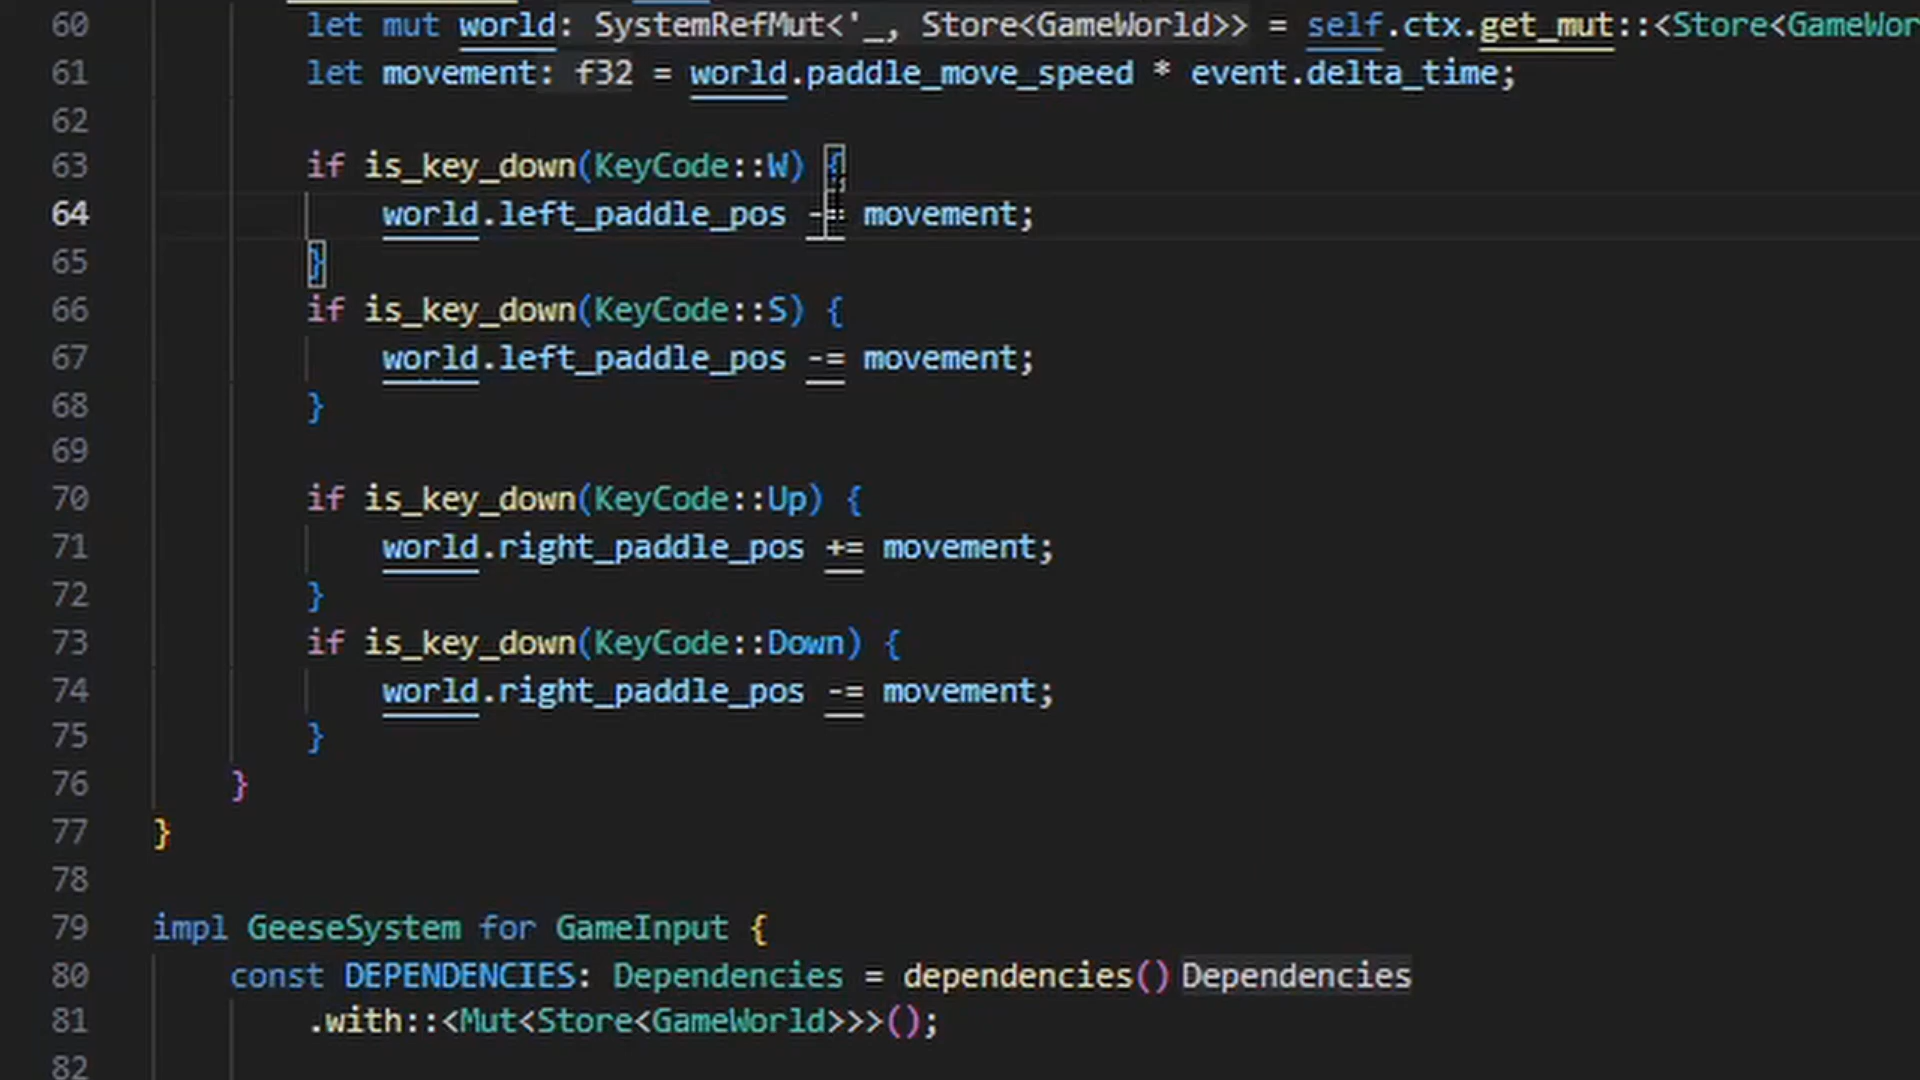 60 let mut world: SystemRefMut<'_, Store<GameWorld>> = self.ctx.get_mut::<Store<GameWor
61 let movement: f32 = world.paddle_move_speed * event.delta_time;
62
63 if is_key_down(KeyCode::W) {
64 world.left_paddle_pos -= movement;
65 }
66 if is_key_down(KeyCode::S) {
67 world.left_paddle_pos -= movement;
68 }
69
70 if is_key_down(KeyCode::Up) {
71 world.right_paddle_pos += movement;
72 }
73 if is_key_down(KeyCode::Down) {
74 world.right_paddle_pos -= movement;
75 }
76 }
77 }
78
79 impl GeeseSystem for GameInput {
80 const DEPENDENCIES: Dependencies = dependencies() Dependencies
81 .with::<Mut<Store<GameWorld>>>();
82